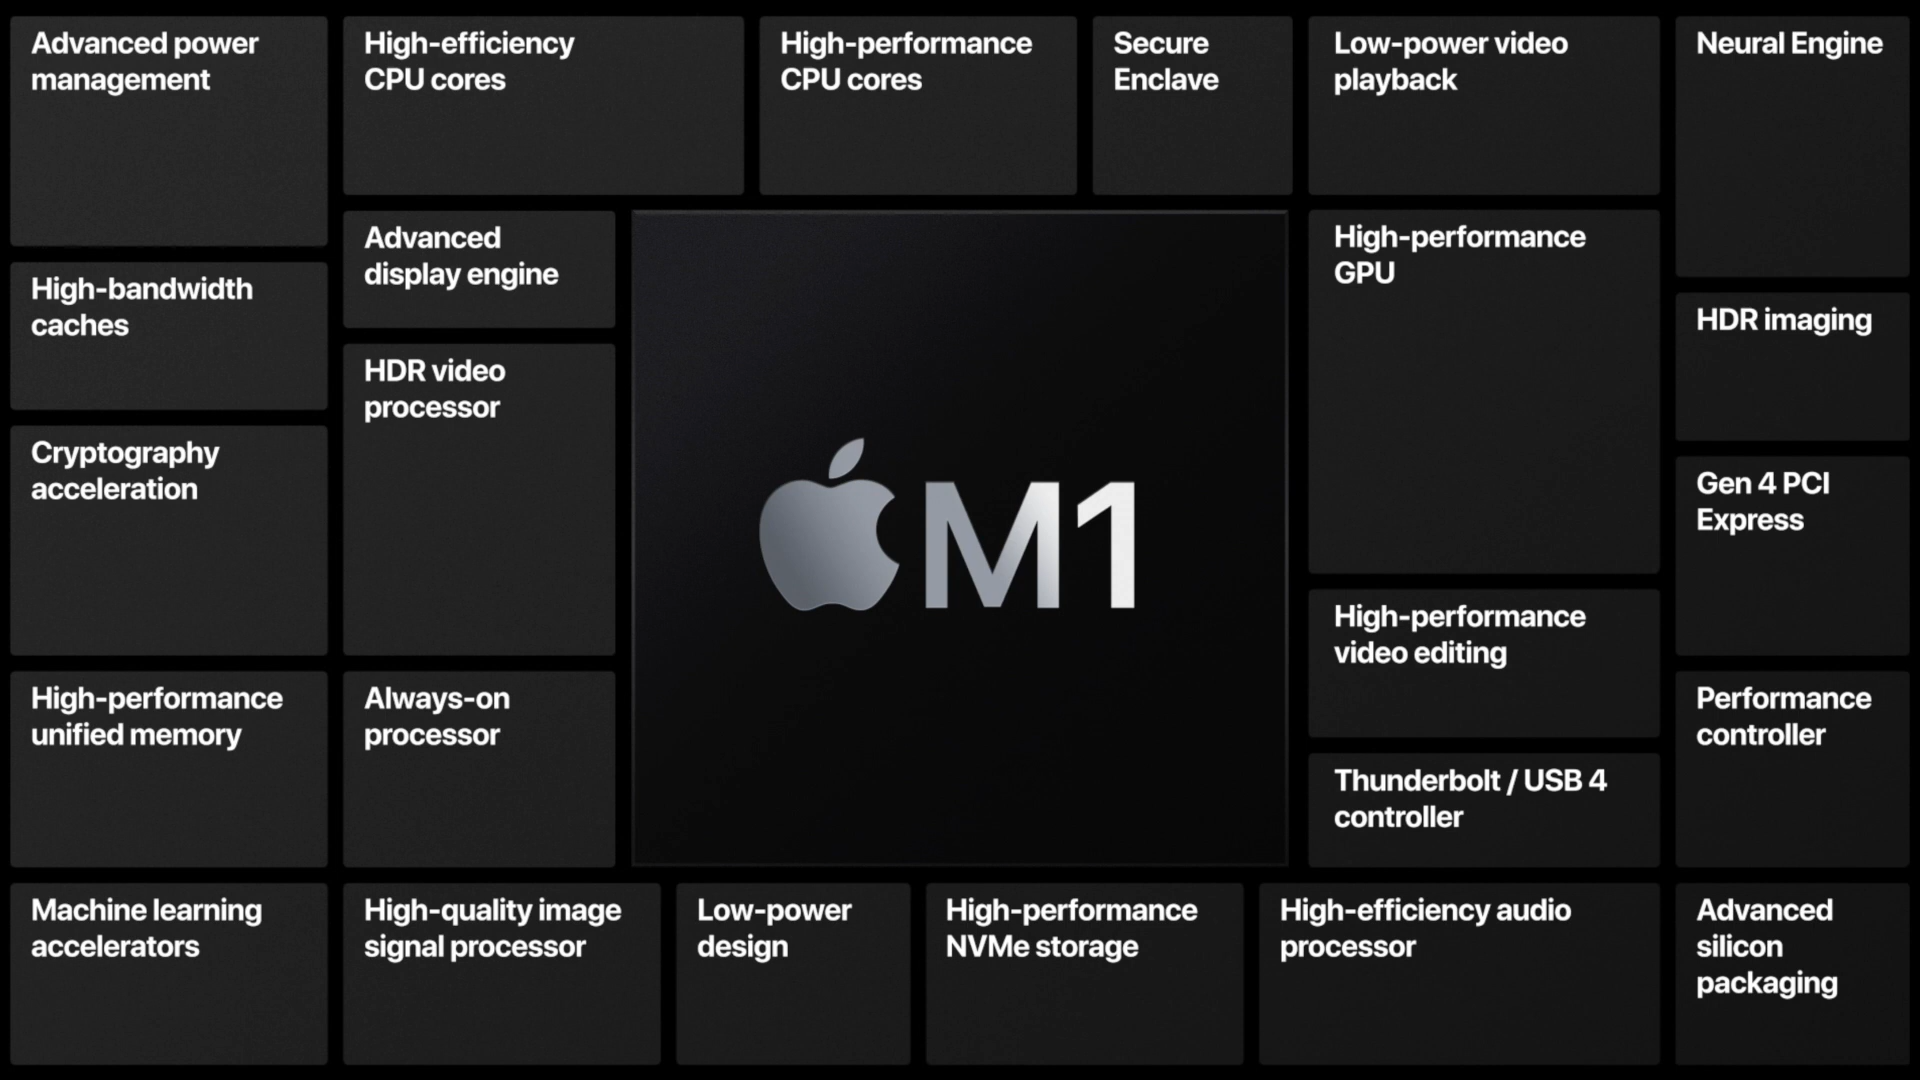 Advanced power
management
High-efficiency
CPU cores
High-performance
CPU cores
Secure
Enclave
Low-power video
playback
Neural Engine
High-bandwidth
caches
Advanced
display engine
High-performance
GPU
HDR imaging
HDR video
processor
Cryptography
acceleration
M1
Gen 4 PCI
Express
High-performance
video editing
High-performance
unified memory
Always-on
processor
Performance
controller
Thunderbolt / USB 4
controller
Machine learning
accelerators
High-quality image
signal processor
Low-power
design
High-performance
NVMe storage
High-efficiency audio
processor
Advanced
silicon
packaging